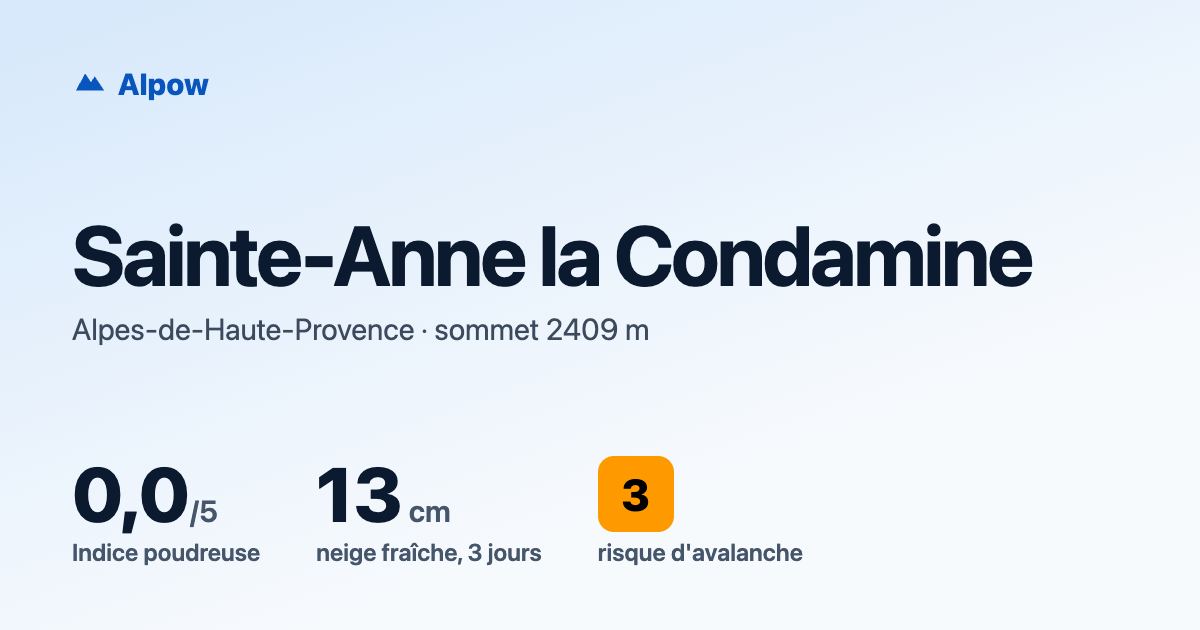 Alpow
Sainte-Anne la Condamine
Alpes-de-Haute-Provence · sommet 2409 m
0,0/5
Indice poudreuse
13 cm
neige fraîche, 3 jours
3
risque d'avalanche